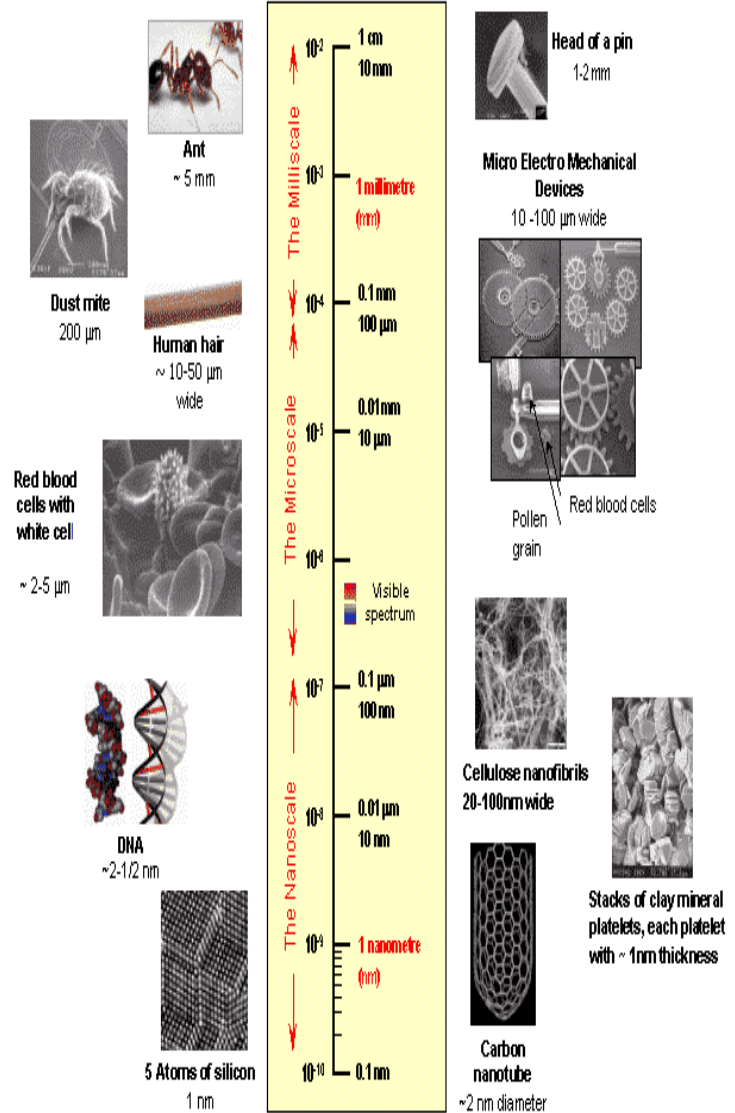 Ant
~ 5 mm
Dust mite
200 µm
Human hair
~ 10-50 µm
wide
Red blood
cells with
white cell
~ 2-5 µm
DNA
~2-1/2 nm
5 Atoms of silicon
1 nm
The Milliscale
The Microscale
The Nanoscale
10⁻²
1 cm
10 mm
10⁻³
1 millimetre
(mm)
10⁻⁴
0.1 mm
100 µm
0.01 mm
10⁻⁵
10 µm
10⁻⁶
Visible
spectrum
10⁻⁷
0.1 µm
100 nm
10⁻⁸
0.01 µm
10 nm
10⁻⁹
1 nanometre
(nm)
10⁻¹⁰
0.1 nm
Head of a pin
1-2 mm
Micro Electro Mechanical
Devices
10 -100 µm wide
Red blood cells
Pollen
grain
Cellulose nanofibrils
20-100nm wide
Stacks of clay mineral
platelets, each platelet
with ~ 1nm thickness
Carbon
nanotube
~2 nm diameter